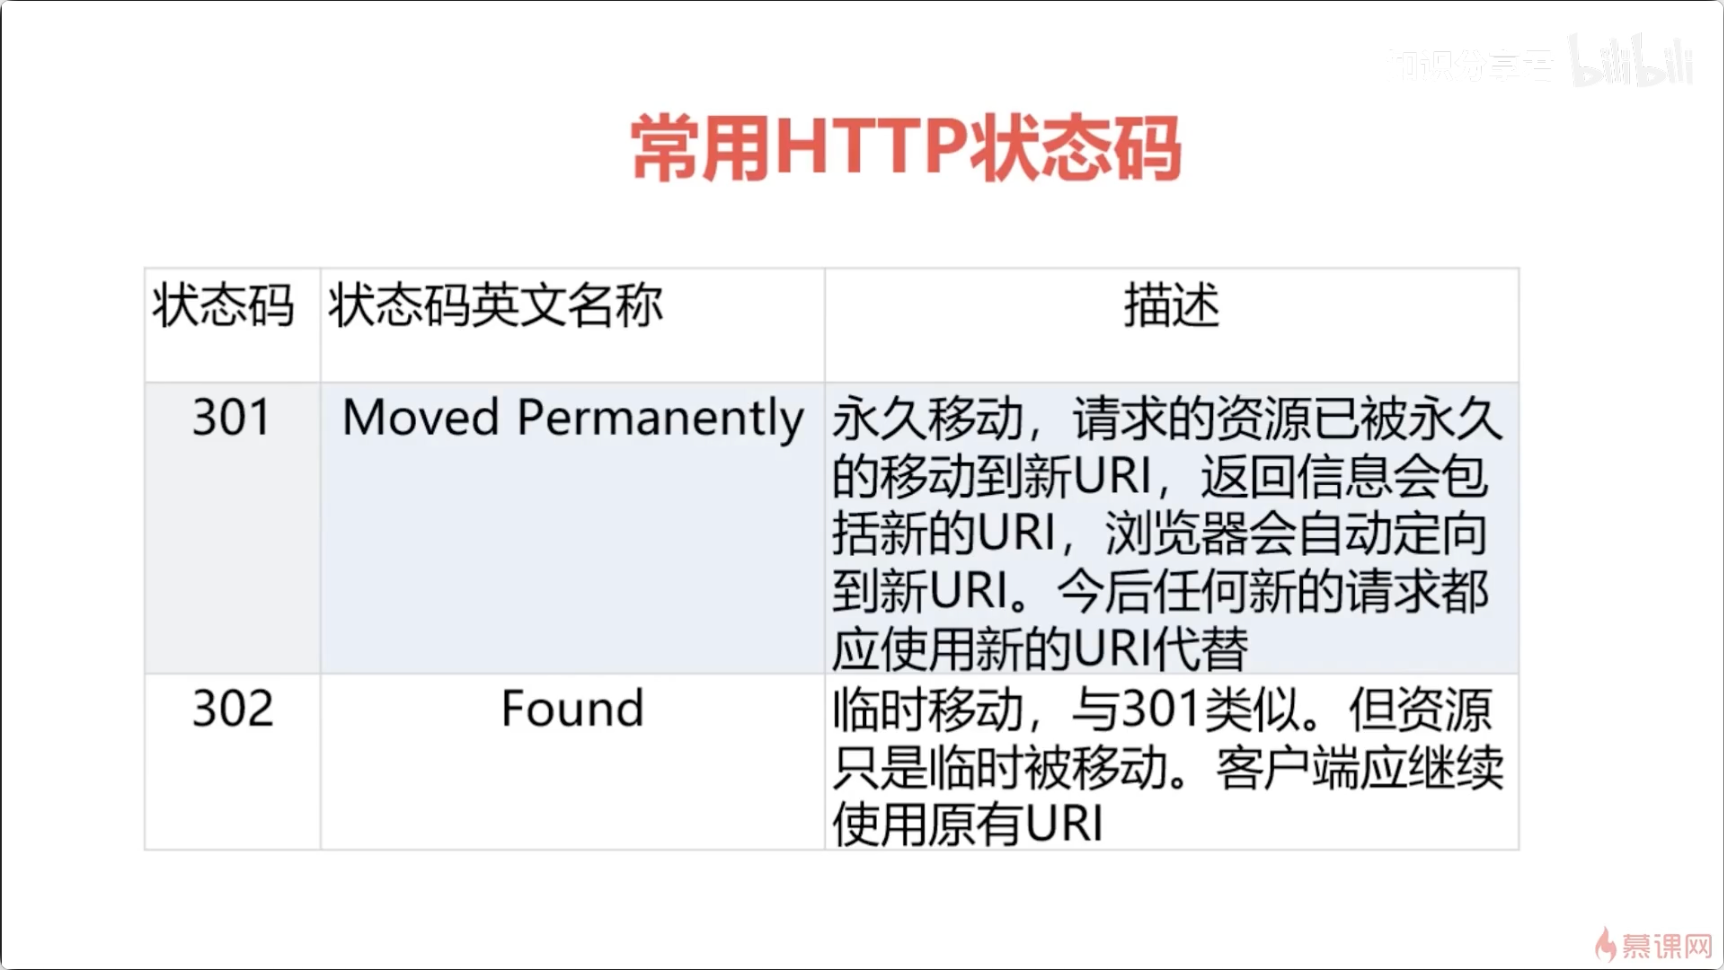 bilibili
常用HTTP状态码
状态码 状态码英文名称 描述
301 Moved Permanently 永久移动，请求的资源已被永久
的移动到新URI，返回信息会包
括新的URI，浏览器会自动定向
到新URI。今后任何新的请求都
应使用新的URI代替
302 Found 临时移动，与301类似。但资源
只是临时被移动。客户端应继续
使用原有URI
慕课网